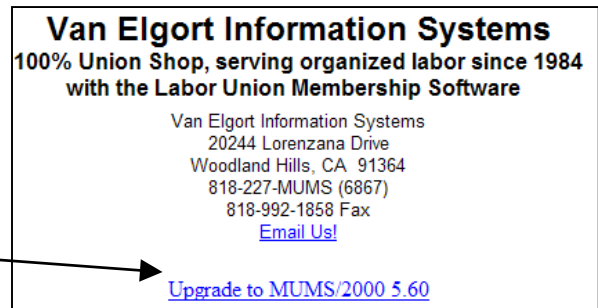 Van Elgort Information Systems
100% Union Shop, serving organized labor since 1984
with the Labor Union Membership Software
Van Elgort Information Systems
20244 Lorenzana Drive
Woodland Hills, CA 91364
818-227-MUMS (6867)
818-992-1858 Fax
Email Us!
Upgrade to MUMS/2000 5.60